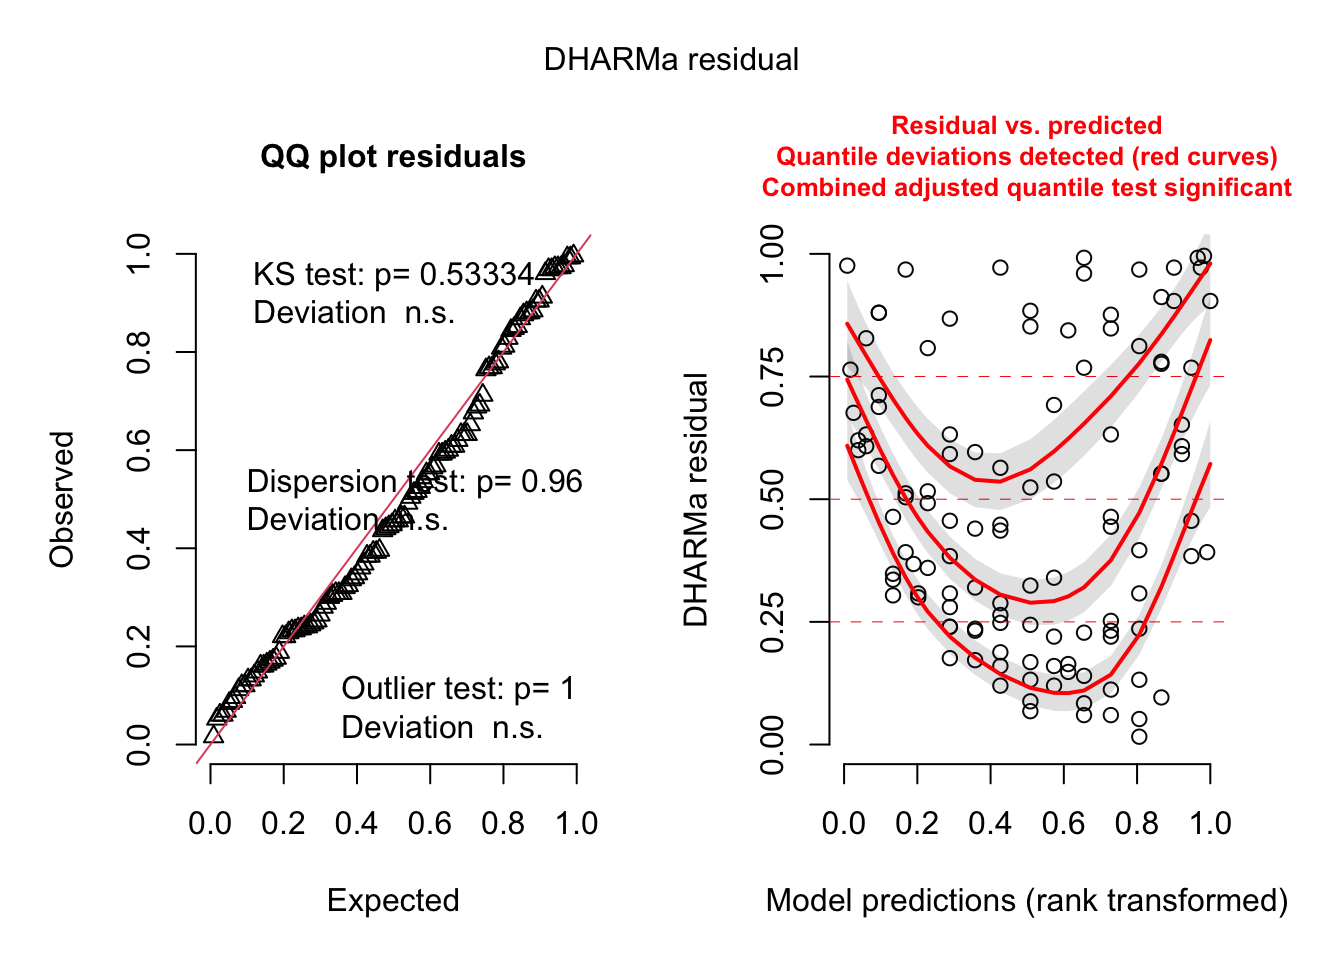 DHARMa residual
QQ plot residuals
KS test: p= 0.53334
Deviation  n.s.
Dispersion test: p= 0.96
Deviation  n.s.
Outlier test: p= 1
Deviation  n.s.
Observed
0.0
0.2
0.4
0.6
0.8
1.0
0.0 0.2 0.4 0.6 0.8 1.0
Expected
Residual vs. predicted
Quantile deviations detected (red curves)
Combined adjusted quantile test significant
DHARMa residual
0.00
0.25
0.50
0.75
1.00
0.0 0.2 0.4 0.6 0.8 1.0
Model predictions (rank transformed)